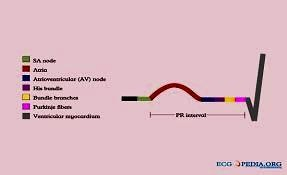 SA node
Atria
Atrioventricular (AV) node
His bundle
Bundle branches
Purkinje fibers
Ventricular myocardium
PR interval
ECGPEDIA.ORG